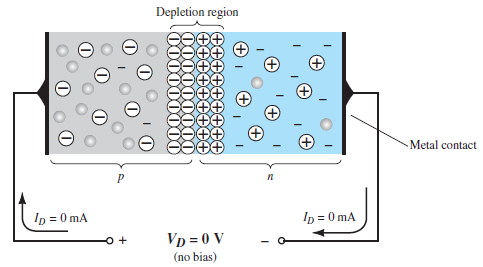 Depletion region
Metal contact
p
n
I_D = 0 mA
+
V_D = 0 V
–
I_D = 0 mA
(no bias)